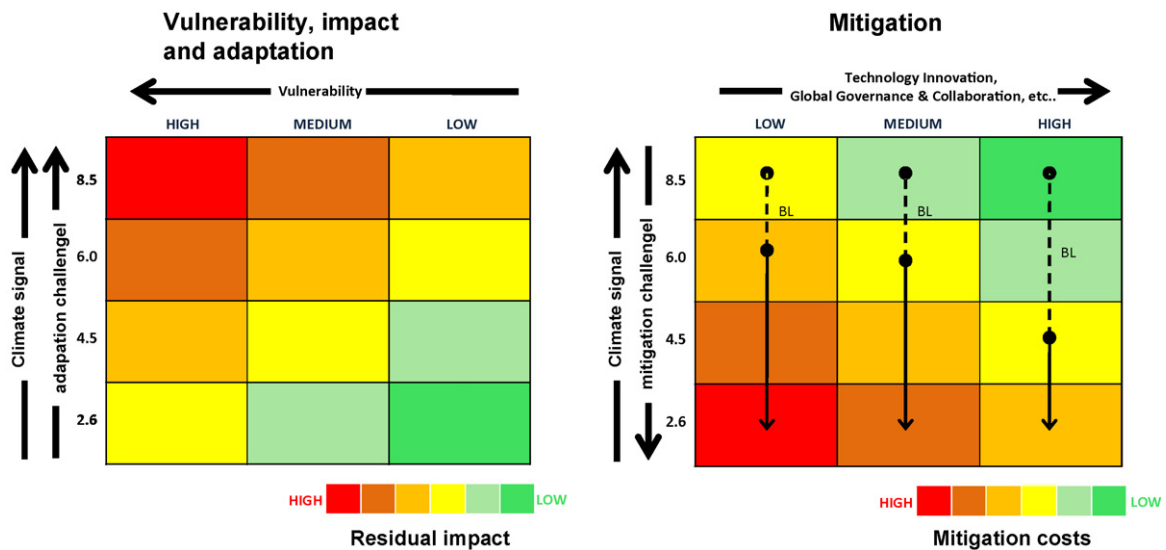 Vulnerability, impact
and adaptation
Vulnerability
HIGH MEDIUM LOW
Climate signal
adapation challengel
8.5
6.0
4.5
2.6
HIGH LOW
Residual impact
Mitigation
Technology Innovation,
Global Governance & Collaboration, etc..
LOW MEDIUM HIGH
Climate signal
mitigation challengel
8.5
BL BL
6.0
BL
4.5
2.6
HIGH LOW
Mitigation costs